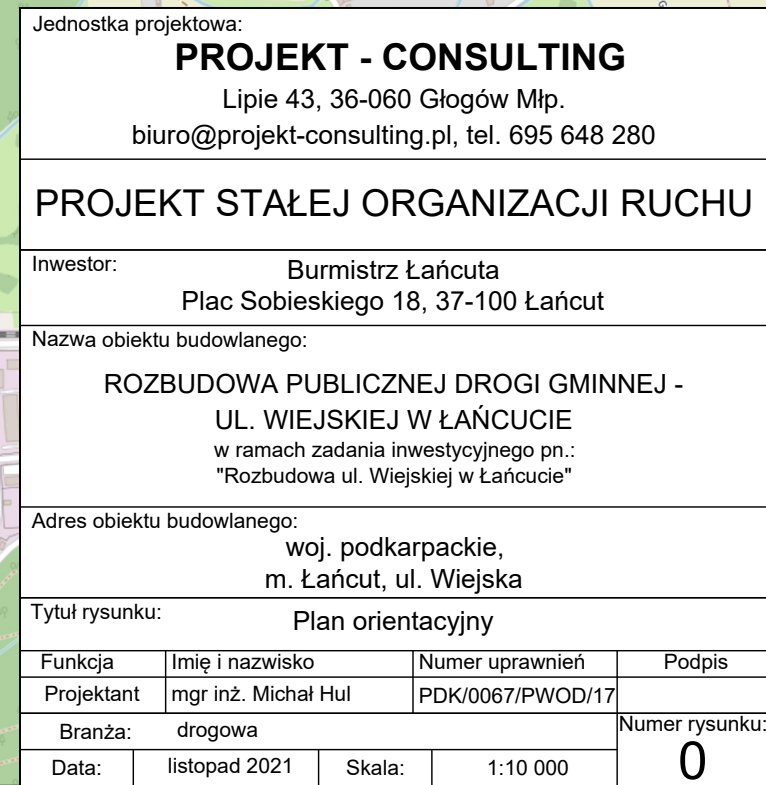 Jednostka projektowa:
PROJEKT - CONSULTING
Lipie 43, 36-060 Głogów Młp.
biuro@projekt-consulting.pl, tel. 695 648 280
PROJEKT STAŁEJ ORGANIZACJI RUCHU
Inwestor:
Burmistrz Łańcuta
Plac Sobieskiego 18, 37-100 Łańcut
Nazwa obiektu budowlanego:
ROZBUDOWA PUBLICZNEJ DROGI GMINNEJ -
UL. WIEJSKIEJ W ŁAŃCUCIE
w ramach zadania inwestycyjnego pn.:
"Rozbudowa ul. Wiejskiej w Łańcucie"
Adres obiektu budowlanego:
woj. podkarpackie,
m. Łańcut, ul. Wiejska
Tytuł rysunku: Plan orientacyjny
Funkcja Imię i nazwisko Numer uprawnień Podpis
Projektant mgr inż. Michał Hul PDK/0067/PWOD/17
Branża: drogowa Numer rysunku:
Data: listopad 2021 Skala: 1:10 000 0